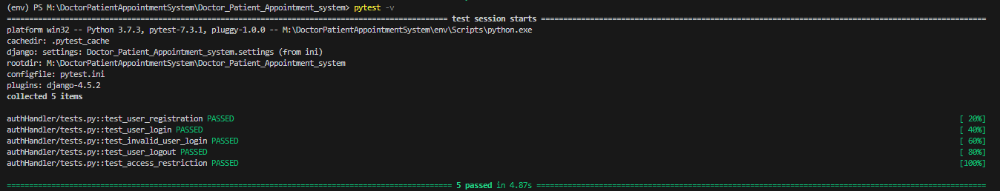 (env) PS M:\DoctorPatientAppointmentSystem\Doctor_Patient_Appointment_system> pytest -v
test session starts
platform win32 -- Python 3.7.3, pytest-7.3.1, pluggy-1.0.0 -- M:\DoctorPatientAppointmentSystem\env\Scripts\python.exe
cachedir: .pytest_cache
django: settings: Doctor_Patient_Appointment_system.settings (from ini)
rootdir: M:\DoctorPatientAppointmentSystem\Doctor_Patient_Appointment_system
configfile: pytest.ini
plugins: django-4.5.2
collected 5 items
authHandler/tests.py::test_user_registration PASSED [ 20%]
authHandler/tests.py::test_user_login PASSED [ 40%]
authHandler/tests.py::test_invalid_user_login PASSED [ 60%]
authHandler/tests.py::test_user_logout PASSED [ 80%]
authHandler/tests.py::test_access_restriction PASSED [100%]
5 passed in 4.87s